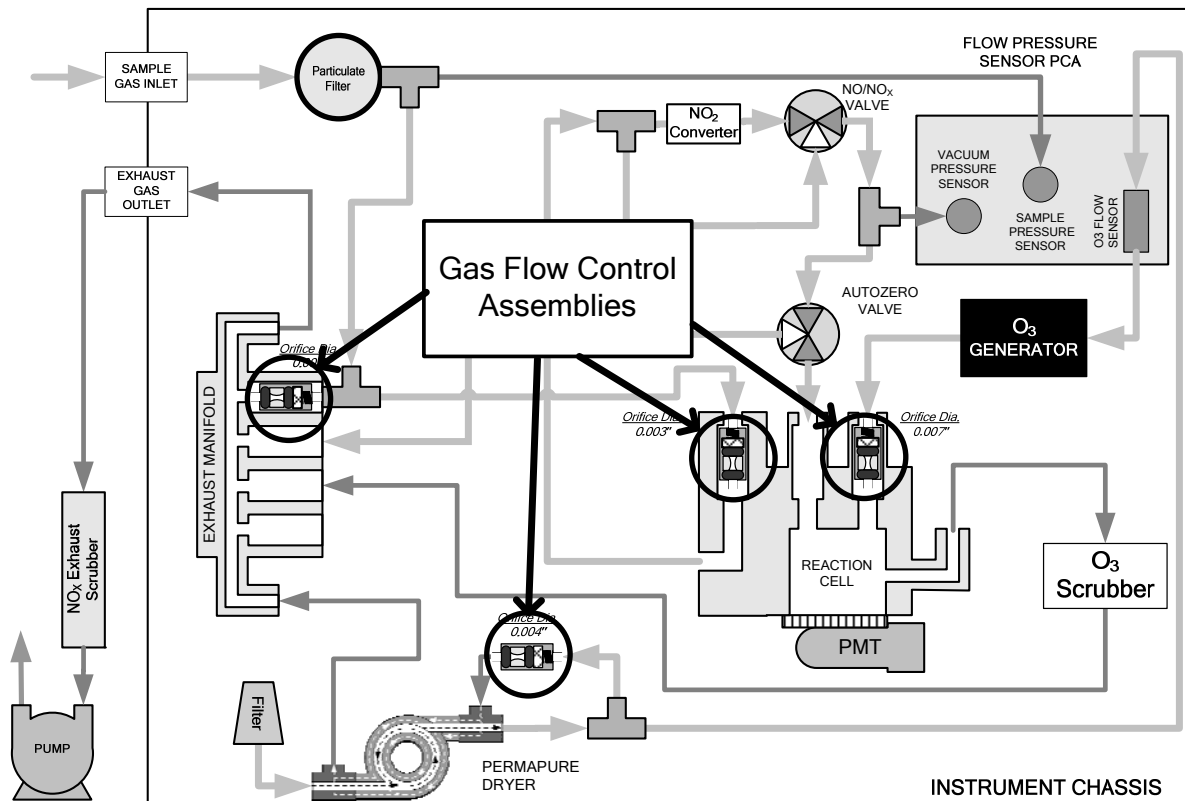 SAMPLE
GAS INLET
Particulate
Filter
FLOW PRESSURE
SENSOR PCA
NO/NOX
VALVE
NO2
Converter
EXHAUST
GAS
OUTLET
VACUUM
PRESSURE
SENSOR
SAMPLE
PRESSURE
SENSOR
O3 FLOW
SENSOR
Gas Flow Control
Assemblies
AUTOZERO
VALVE
O3
GENERATOR
Orifice Dia.
EXHAUST MANIFOLD
Orifice Dia.
0.003"
Orifice Dia.
0.007"
NOX Exhaust
Scrubber
REACTION
CELL
O3
Scrubber
Orifice Dia.
0.004"
PMT
Filter
PUMP
PERMAPURE
DRYER
INSTRUMENT CHASSIS